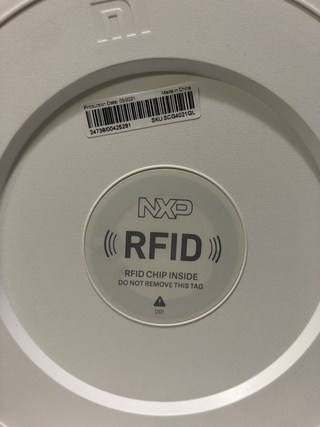 Production Date: 05/2021 Made in China
24738/00425281 SKU:SCG4021GL
NXP
RFID
RFID CHIP INSIDE
DO NOT REMOVE THIS TAG